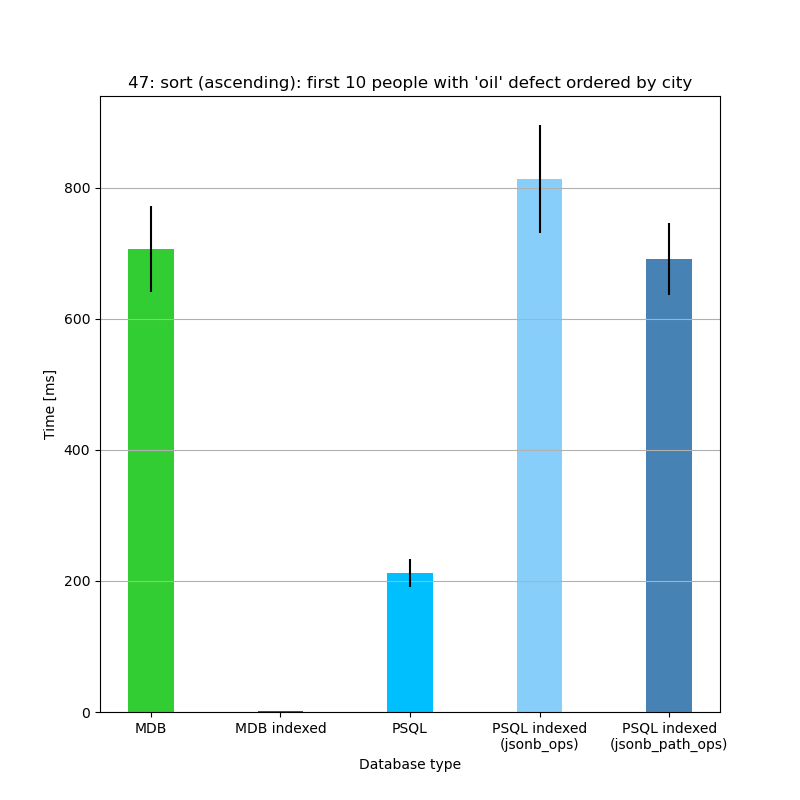 47: sort (ascending): first 10 people with 'oil' defect ordered by city
800
600
400
200
0
Time [ms]
MDB
MDB indexed
PSQL
PSQL indexed
(jsonb_ops)
PSQL indexed
(jsonb_path_ops)
Database type